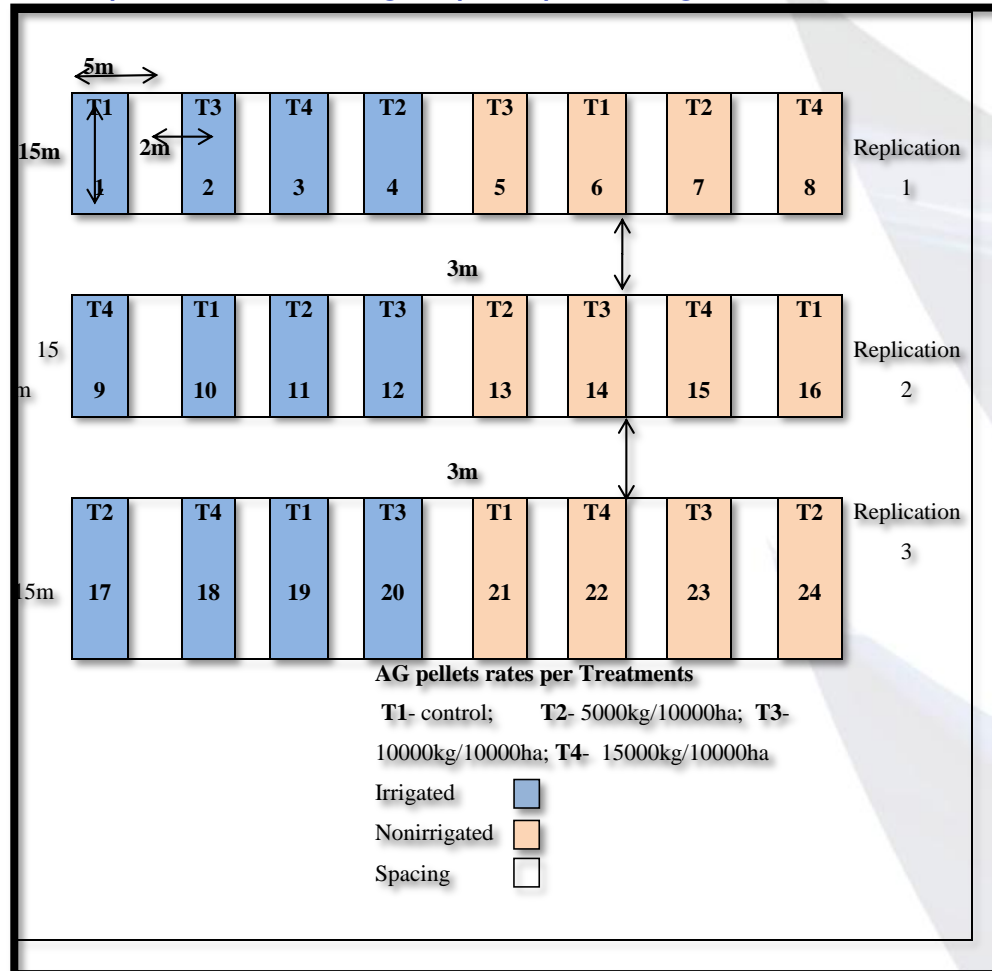 5m
T1 T3 T4 T2 T3 T1 T2 T4
15m 2m Replication
1 2 3 4 5 6 7 8 1
3m
T4 T1 T2 T3 T2 T3 T4 T1
15 Replication
m 9 10 11 12 13 14 15 16 2
3m
T2 T4 T1 T3 T1 T4 T3 T2 Replication
3
15m 17 18 19 20 21 22 23 24
AG pellets rates per Treatments
T1- control; T2- 5000kg/10000ha; T3-
10000kg/10000ha; T4- 15000kg/10000ha
Irrigated
Nonirrigated
Spacing